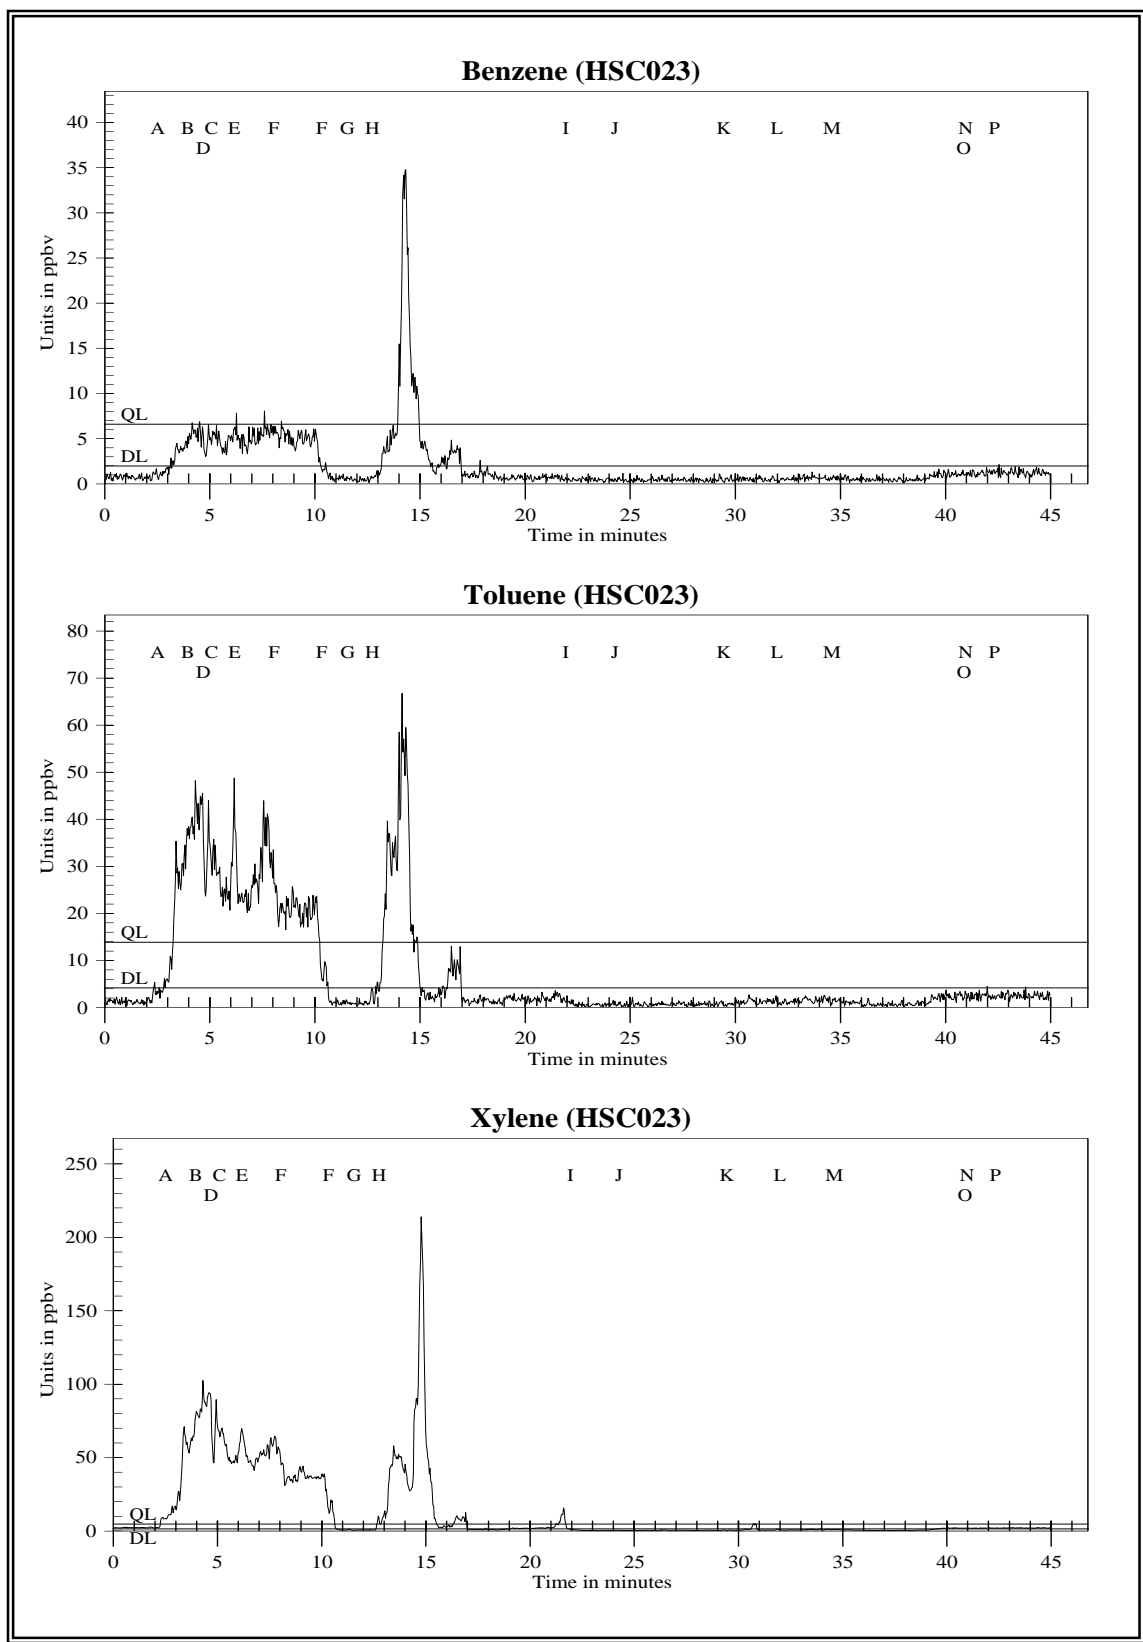 Benzene (HSC023)
40
35
30
25
20
15
10
5
0
Units in ppbv
A B C E F F G H I J K L M N P
D O
QL
DL
0 5 10 15 20 25 30 35 40 45
Time in minutes
Toluene (HSC023)
80
70
60
50
40
30
20
10
0
Units in ppbv
A B C E F F G H I J K L M N P
D O
QL
DL
0 5 10 15 20 25 30 35 40 45
Time in minutes
Xylene (HSC023)
250
200
150
100
50
0
Units in ppbv
A B C E F F G H I J K L M N P
D O
QL
DL
0 5 10 15 20 25 30 35 40 45
Time in minutes